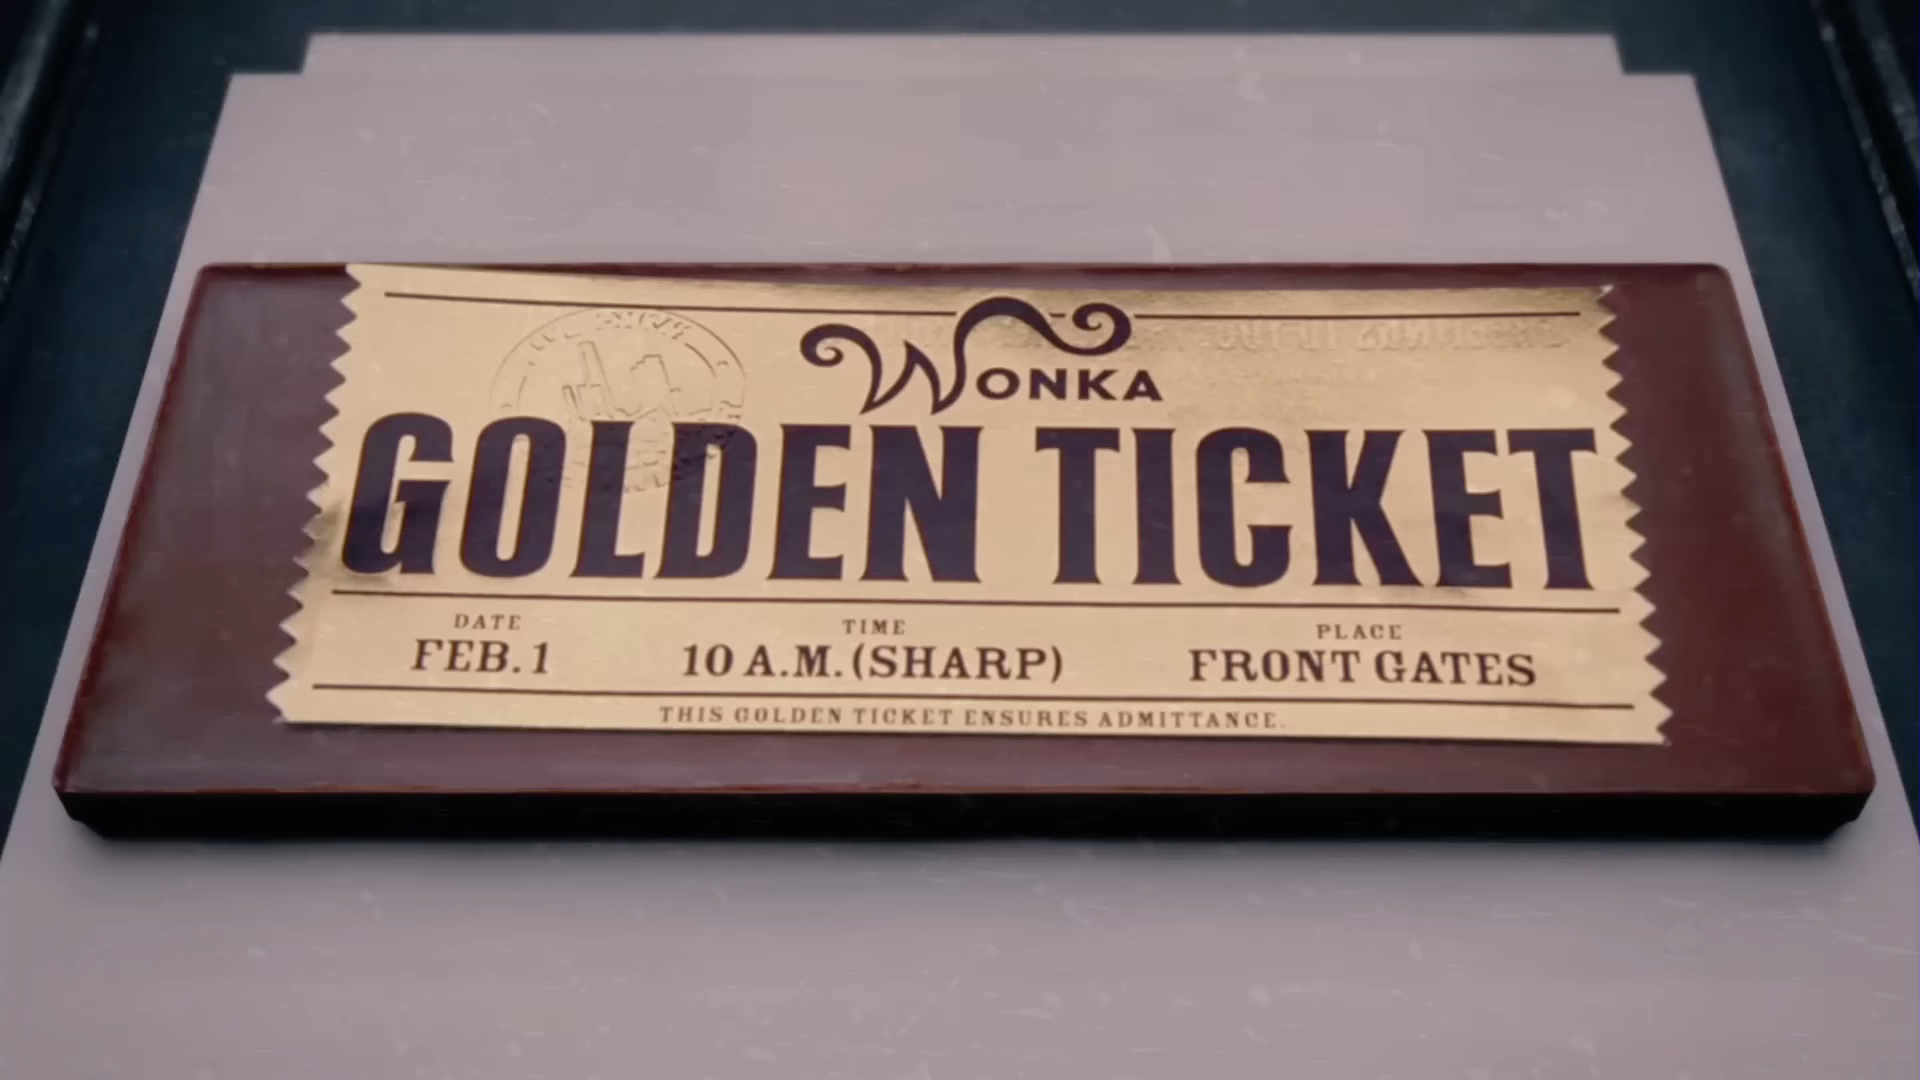 WONKA
GOLDEN TICKET
DATE
FEB. 1
TIME
10 A.M. (SHARP)
PLACE
FRONT GATES
THIS GOLDEN TICKET ENSURES ADMITTANCE.